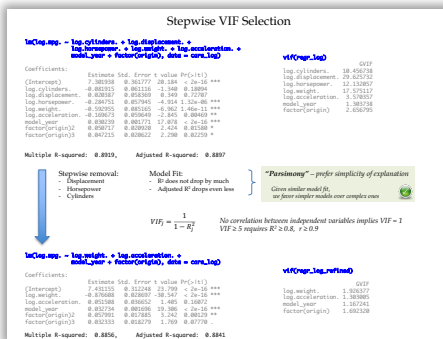 Stepwise VIF Selection
lm(log.mpg. ~ log.cylinders. + log.displacement. +
log.horsepower. + log.weight. + log.acceleration. +
model_year + factor(origin), data = cars_log)
Coefficients:
Estimate Std. Error t value Pr(>|t|)
(Intercept) 7.301938 0.361777 20.184 < 2e-16 ***
log.cylinders. -0.081915 0.061116 -1.340 0.18094
log.displacement. 0.020387 0.058369 0.349 0.72707
log.horsepower. -0.284751 0.057945 -4.914 1.32e-06 ***
log.weight. -0.592955 0.085165 -6.962 1.46e-11 ***
log.acceleration. -0.169673 0.059649 -2.845 0.00469 **
model_year 0.030239 0.001771 17.078 < 2e-16 ***
factor(origin)2 0.050717 0.020920 2.424 0.01580 *
factor(origin)3 0.047215 0.020622 2.290 0.02259 *
Multiple R-squared: 0.8919, Adjusted R-squared: 0.8897
vif(regr_log)
GVIF
log.cylinders. 10.456738
log.displacement. 29.625732
log.horsepower. 12.132057
log.weight. 17.575117
log.acceleration. 3.570357
model_year 1.303738
factor(origin) 2.656795
Stepwise removal:
- Displacement
- Horsepower
- Cylinders
Model Fit:
- R² does not drop by much
- Adjusted R² drops even less
"Parsimony" – prefer simplicity of explanation
Given similar model fit,
we favor simpler models over complex ones
VIFj = 1 / 1 − Rj²
No correlation between independent variables implies VIF = 1
VIF ≥ 5 requires R² ≥ 0.8, r ≥ 0.9
lm(log.mpg. ~ log.weight. + log.acceleration. +
model_year + factor(origin), data = cars_log)
Coefficients:
Estimate Std. Error t value Pr(>|t|)
(Intercept) 7.431155 0.312248 23.799 < 2e-16 ***
log.weight. -0.876608 0.028697 -30.547 < 2e-16 ***
log.acceleration. 0.051508 0.036652 1.405 0.16072
model_year 0.032734 0.001696 19.306 < 2e-16 ***
factor(origin)2 0.057991 0.017885 3.242 0.00129 **
factor(origin)3 0.032333 0.018279 1.769 0.07770 .
Multiple R-squared: 0.8856, Adjusted R-squared: 0.8841
vif(regr_log_refined)
GVIF
log.weight. 1.926377
log.acceleration. 1.303005
model_year 1.167241
factor(origin) 1.692320